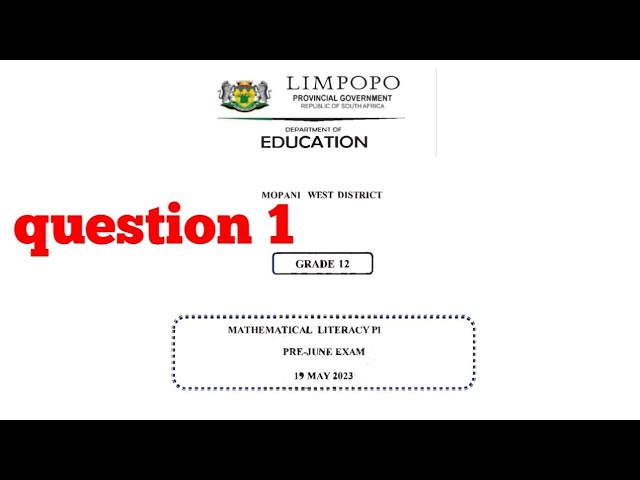 LIMPOPO
PROVINCIAL GOVERNMENT
REPUBLIC OF SOUTH AFRICA
DEPARTMENT OF
EDUCATION
MOPANI WEST DISTRICT
question 1
GRADE 12
MATHEMATICAL LITERACY P1
PRE-JUNE EXAM
19 MAY 2023